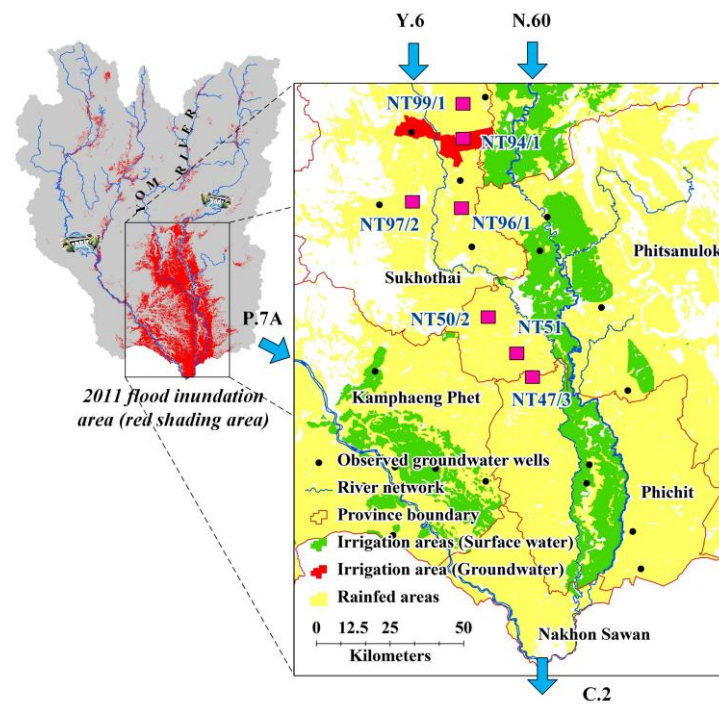 Y.6
N.60
YOM RIVER
P.7A
2011 flood inundation
area (red shading area)
NT99/1
NT94/1
NT97/2
NT96/1
Sukhothai
Phitsanulok
NT50/2
NT51
NT47/3
Kamphaeng Phet
Phichit
Observed groundwater wells
River network
Province boundary
Irrigation areas (Surface water)
Irrigation area (Groundwater)
Rainfed areas
0 12.5 25 50
Kilometers
Nakhon Sawan
C.2